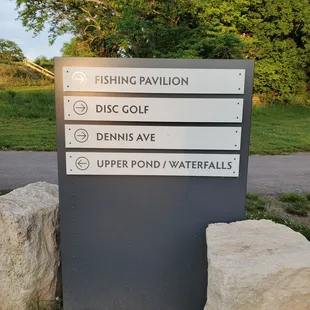 FISHING PAVILION
DISC GOLF
DENNIS AVE
UPPER POND / WATERFALLS